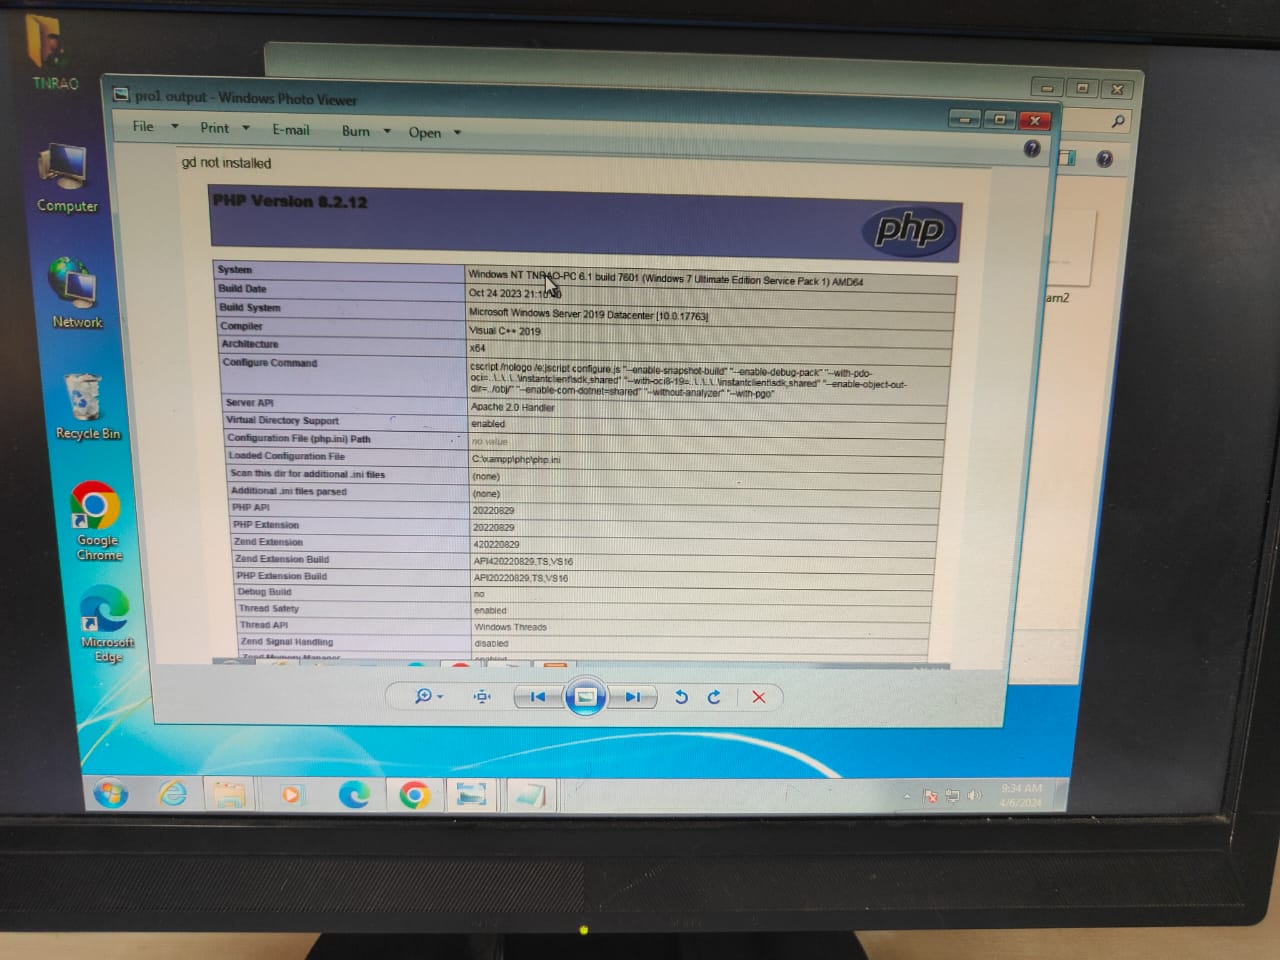 TNRAO
Computer
Network
Recycle Bin
Google
Chrome
Microsoft
Edge
pro1 output - Windows Photo Viewer
File Print E-mail Burn Open
gd not installed
PHP Version 8.2.12
php
System Windows NT TNRAO-PC 6.1 build 7601 (Windows 7 Ultimate Edition Service Pack 1) AMD64
Build Date Oct 24 2023
Build System Microsoft Windows Server 2019 Datacenter [10.0.17763]
Compiler Visual C++ 2019
Architecture x64
Configure Command cscript /nologo /e:jscript configure.js "--enable-snapshot-build" "--enable-debug-pack" "--with-pdo-
oci=..\..\..\..\instantclient\sdk,shared" "--with-oci8-19=..\..\..\..\instantclient\sdk,shared" "--enable-object-out-
dir=../obj/" "--enable-com-dotnet=shared" "--without-analyzer" "--with-pgo"
Server API Apache 2.0 Handler
Virtual Directory Support enabled
Configuration File (php.ini) Path no value
Loaded Configuration File C:\xampp\php\php.ini
Scan this dir for additional .ini files (none)
Additional .ini files parsed (none)
PHP API 20220829
PHP Extension 20220829
Zend Extension 420220829
Zend Extension Build API420220829,TS,VS16
PHP Extension Build API20220829,TS,VS16
Debug Build no
Thread Safety enabled
Thread API Windows Threads
Zend Signal Handling disabled
Zend Memory Manager enabled
9:34 AM
4/6/2024